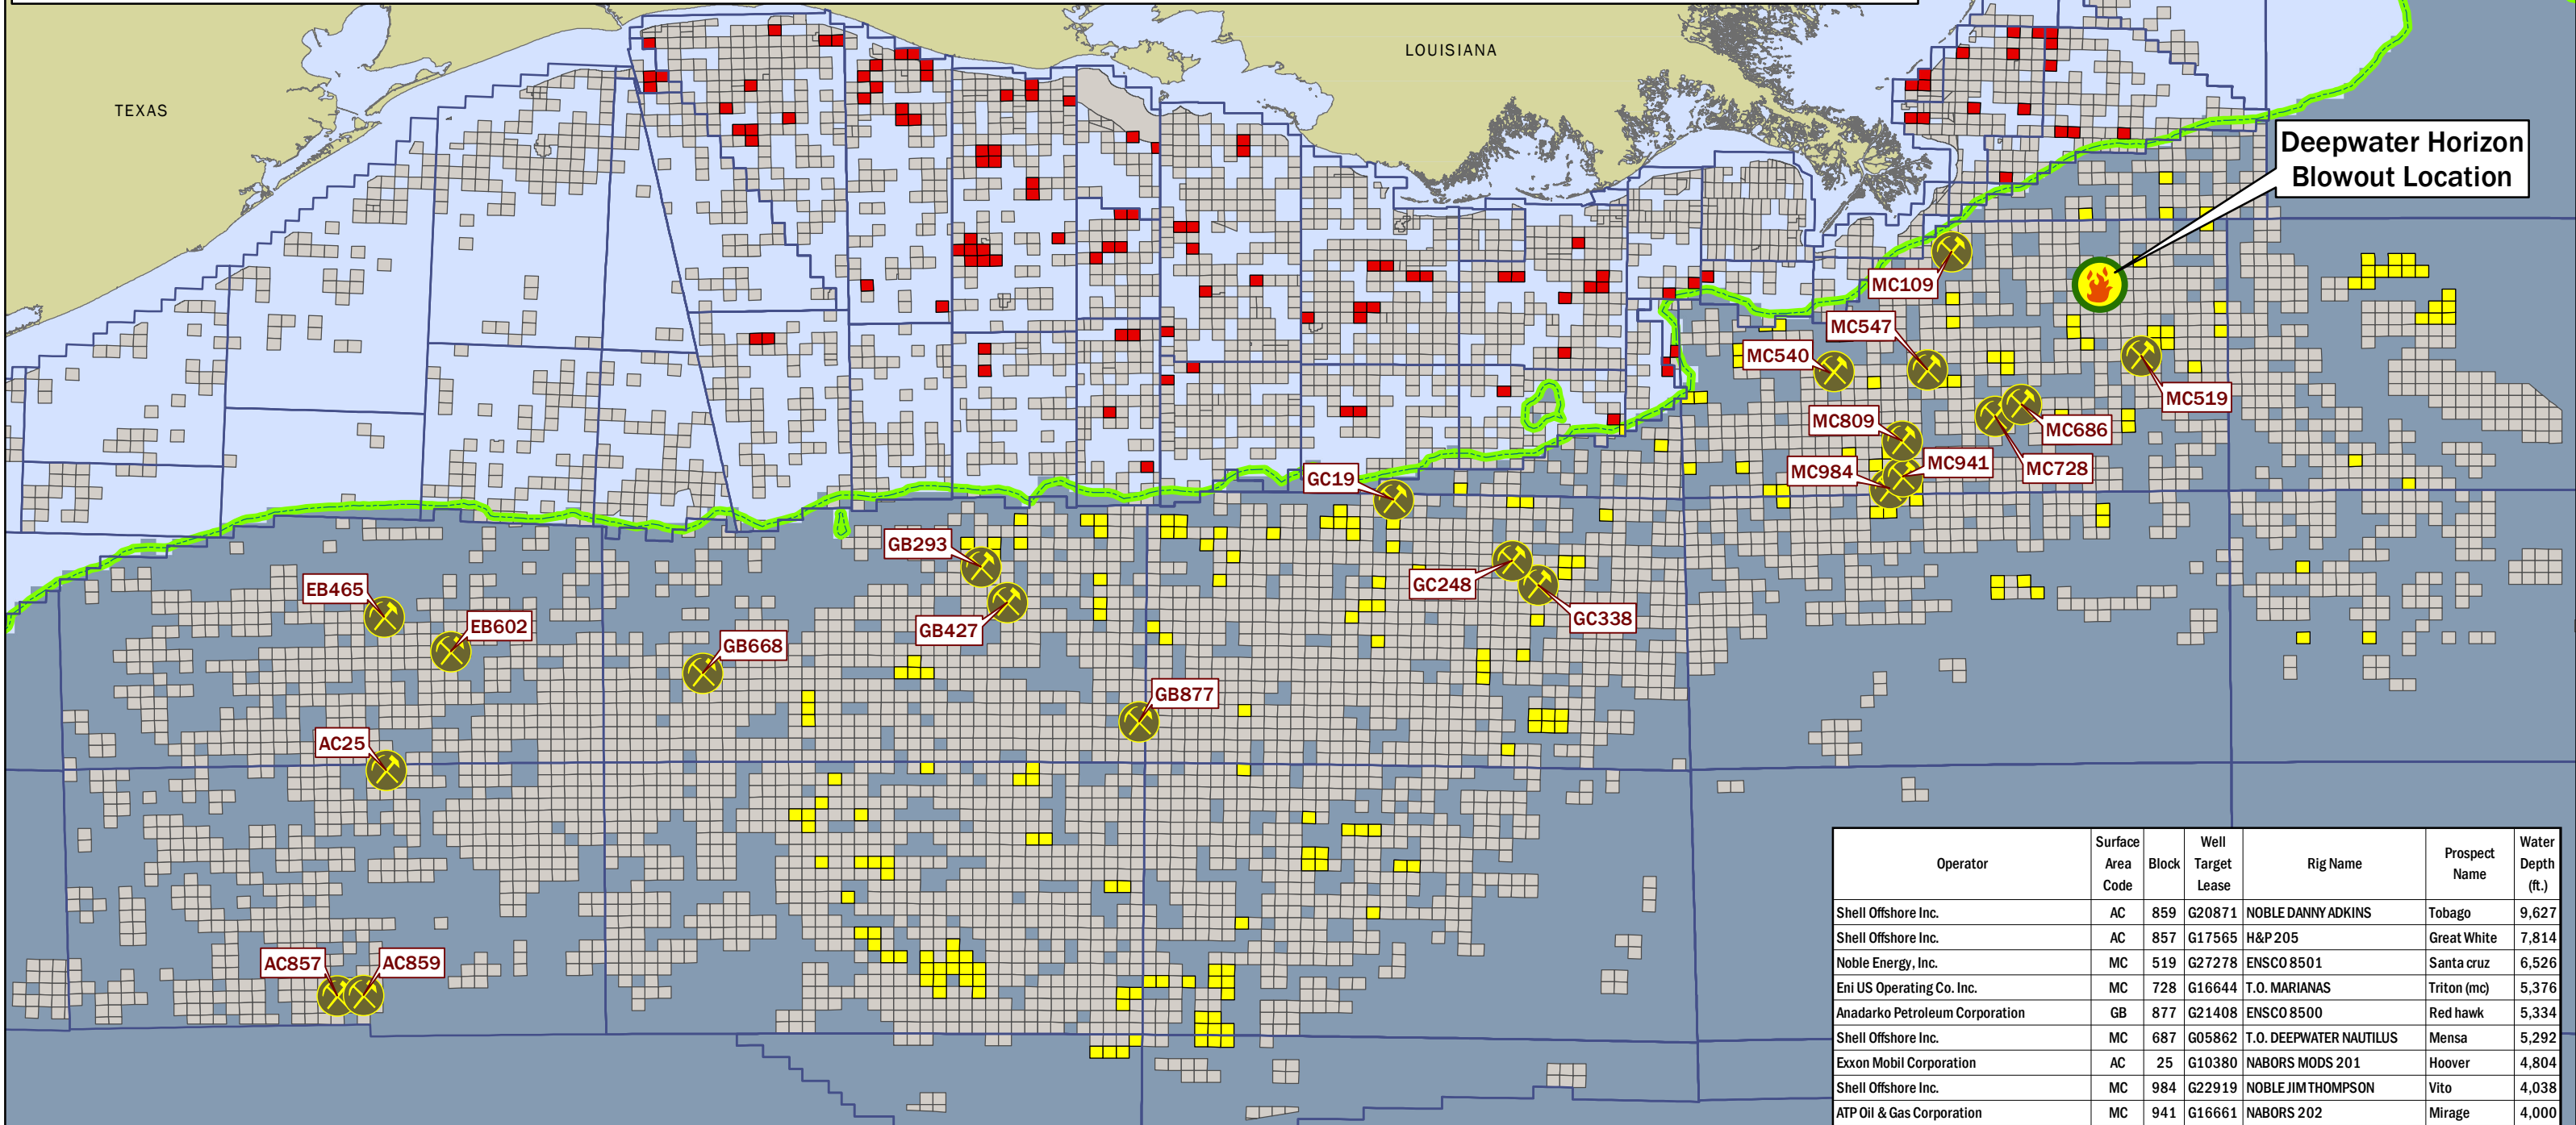 TEXAS
LOUISIANA
Deepwater Horizon
Blowout Location
MC109
MC547
MC540
MC519
MC809
MC686
MC984
MC941
MC728
GC19
GB293
GC248
EB465
GC338
EB602
GB427
GB668
GB877
AC25
AC857
AC859
Operator Surface Area Code Block Well Target Lease Rig Name Prospect Name Water Depth (ft.)
Shell Offshore Inc. AC 859 G20871 NOBLE DANNY ADKINS Tobago 9,627
Shell Offshore Inc. AC 857 G17565 H&P 205 Great White 7,814
Noble Energy, Inc. MC 519 G27278 ENSCO 8501 Santa cruz 6,526
Eni US Operating Co. Inc. MC 728 G16644 T.O. MARIANAS Triton (mc) 5,376
Anadarko Petroleum Corporation GB 877 G21408 ENSCO 8500 Red hawk 5,334
Shell Offshore Inc. MC 687 G05862 T.O. DEEPWATER NAUTILUS Mensa 5,292
Exxon Mobil Corporation AC 25 G10380 NABORS MODS 201 Hoover 4,804
Shell Offshore Inc. MC 984 G22919 NOBLE JIM THOMPSON Vito 4,038
ATP Oil & Gas Corporation MC 941 G16661 NABORS 202 Mirage 4,000